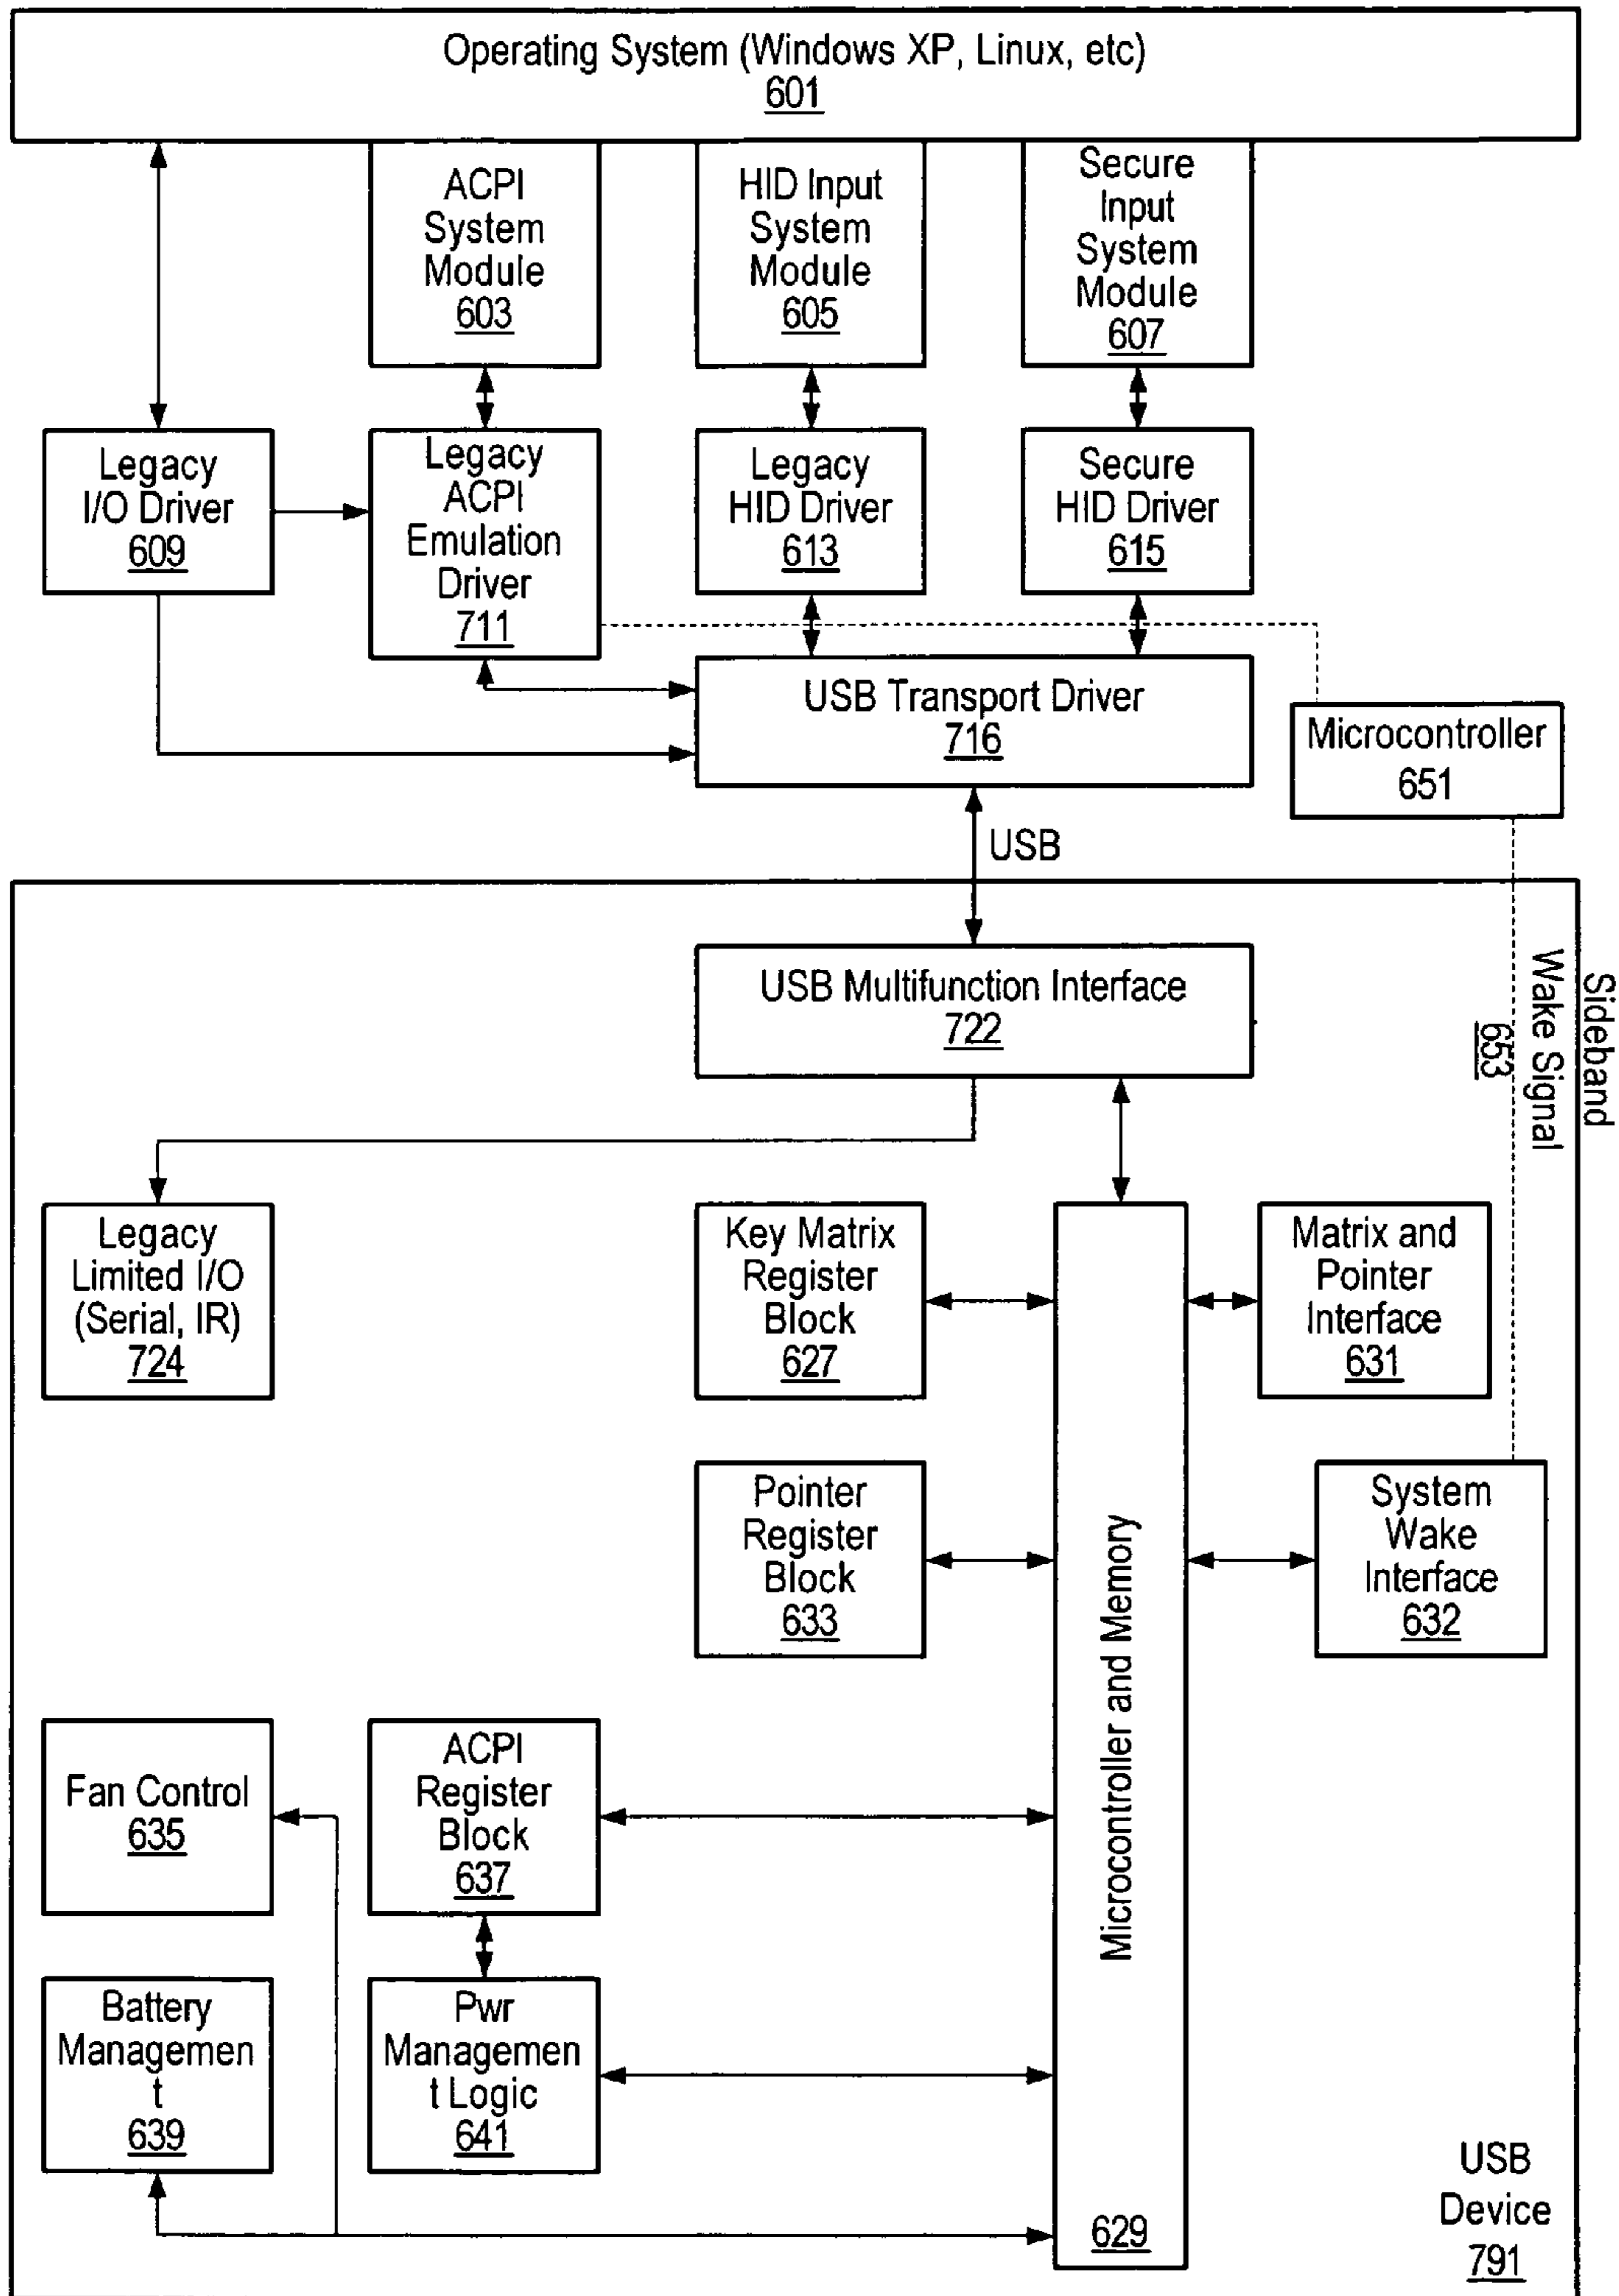 Operating System (Windows XP, Linux, etc)
601
ACPI
System
Module
603
HID Input
System
Module
605
Secure
Input
System
Module
607
Legacy
I/O Driver
609
Legacy
ACPI
Emulation
Driver
711
Legacy
HID Driver
613
Secure
HID Driver
615
USB Transport Driver
716
Microcontroller
651
USB
USB Multifunction Interface
722
Sideband
Wake Signal
653
Legacy
Limited I/O
(Serial, IR)
724
Key Matrix
Register
Block
627
Matrix and
Pointer
Interface
631
Pointer
Register
Block
633
Microcontroller and Memory
629
System
Wake
Interface
632
Fan Control
635
ACPI
Register
Block
637
Battery
Managemen
t
639
Pwr
Managemen
t Logic
641
USB
Device
791